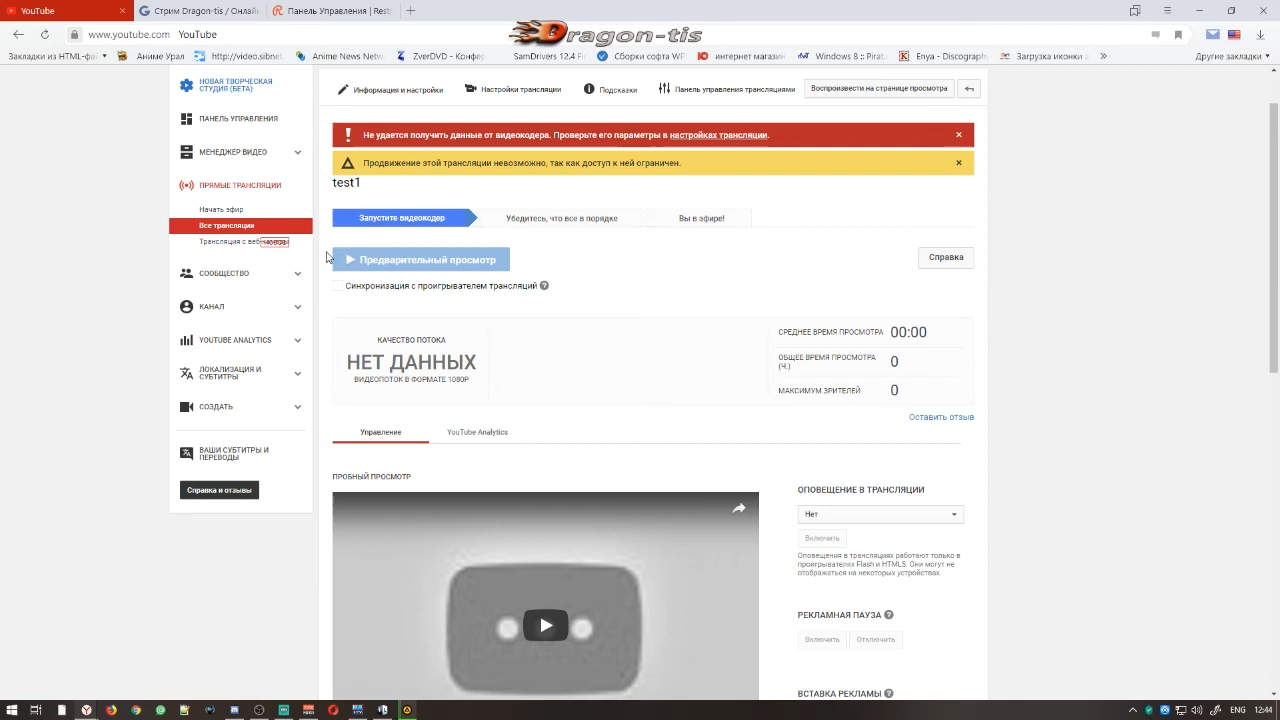 YouTube
Стрим / Dragon-tis /
Панель управления
www.youtube.com YouTube
Dragon-tis
Закладки из HTML-фа
Аниме Урал
http://video.sibnet.ru
Anime News Netw
ZverDVD - Конфигу
SamDrivers 12.4 Fin
Сборки софта WPI
интернет магазин
Windows 8 :: Pirat
Enya - Discograph
Загрузка иконки з
Другие закладки
НОВАЯ ТВОРЧЕСКАЯ
СТУДИЯ (БЕТА)
ПАНЕЛЬ УПРАВЛЕНИЯ
МЕНЕДЖЕР ВИДЕО
ПРЯМЫЕ ТРАНСЛЯЦИИ
Начать эфир
Все трансляции
СООБЩЕСТВО
КАНАЛ
YOUTUBE ANALYTICS
ЛОКАЛИЗАЦИЯ И
СУБТИТРЫ
СОЗДАТЬ
ВАШИ СУБТИТРЫ И
ПЕРЕВОДЫ
Справка и отзывы
Информация и настройки
Настройки трансляции
Подсказки
Панель управления трансляциями
Воспроизвести на странице просмотра
Не удается получить данные от видеокодера. Проверьте его параметры в настройках трансляции.
Продвижение этой трансляции невозможно, так как доступ к ней ограничен.
test1
Запустите видеокодер
Убедитесь, что все в порядке
Вы в эфире!
Предварительный просмотр
Справка
Синхронизация с проигрывателем трансляций
КАЧЕСТВО ПОТОКА
НЕТ ДАННЫХ
ВИДЕОПОТОК В ФОРМАТЕ 1080P
СРЕДНЕЕ ВРЕМЯ ПРОСМОТРА 00:00
ОБЩЕЕ ВРЕМЯ ПРОСМОТРА
(Ч.) 0
МАКСИМУМ ЗРИТЕЛЕЙ 0
Оставить отзыв
Управление
YouTube Analytics
ПРОБНЫЙ ПРОСМОТР
ОПОВЕЩЕНИЕ В ТРАНСЛЯЦИИ
Нет
Включить
Оповещения в трансляциях работают только в
проигрывателях Flash и HTML5. Они могут не
отображаться на некоторых устройствах.
РЕКЛАМНАЯ ПАУЗА
Включить Отключить
ВСТАВКА РЕКЛАМЫ
ENG 12:44